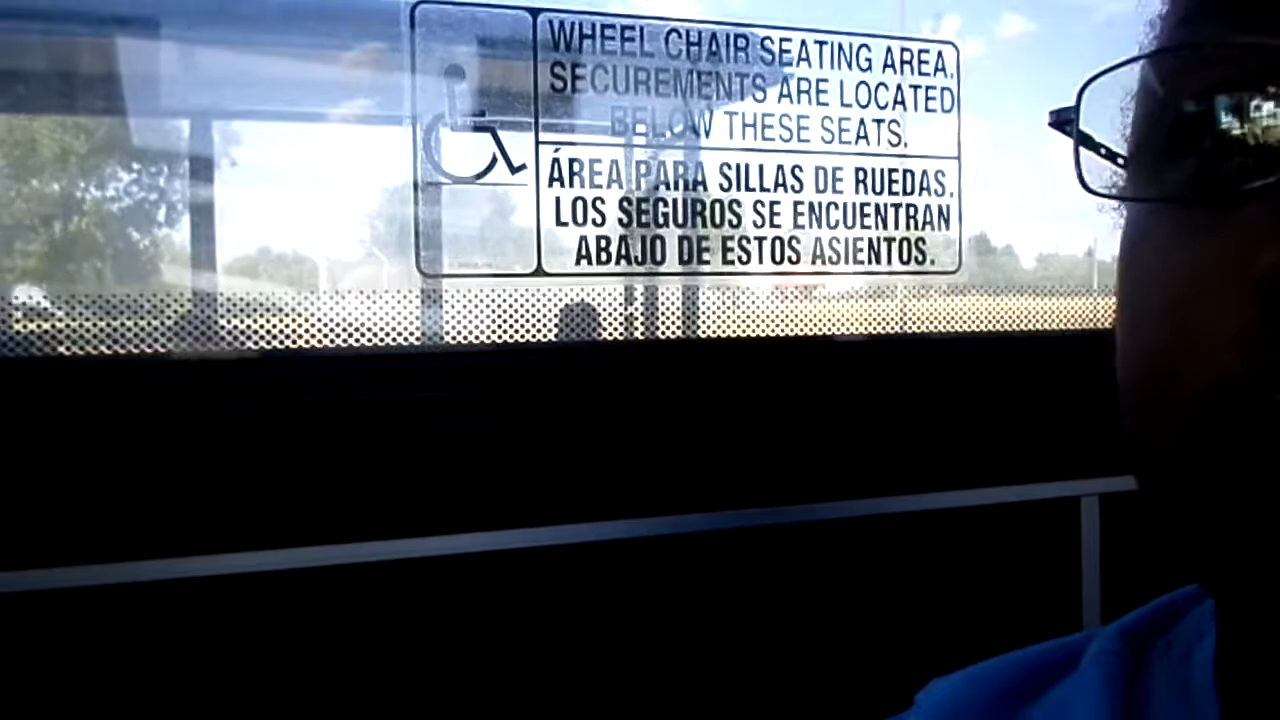 WHEEL CHAIR SEATING AREA.
SECUREMENTS ARE LOCATED
BELOW THESE SEATS.
ÁREA PARA SILLAS DE RUEDAS.
LOS SEGUROS SE ENCUENTRAN
ABAJO DE ESTOS ASIENTOS.